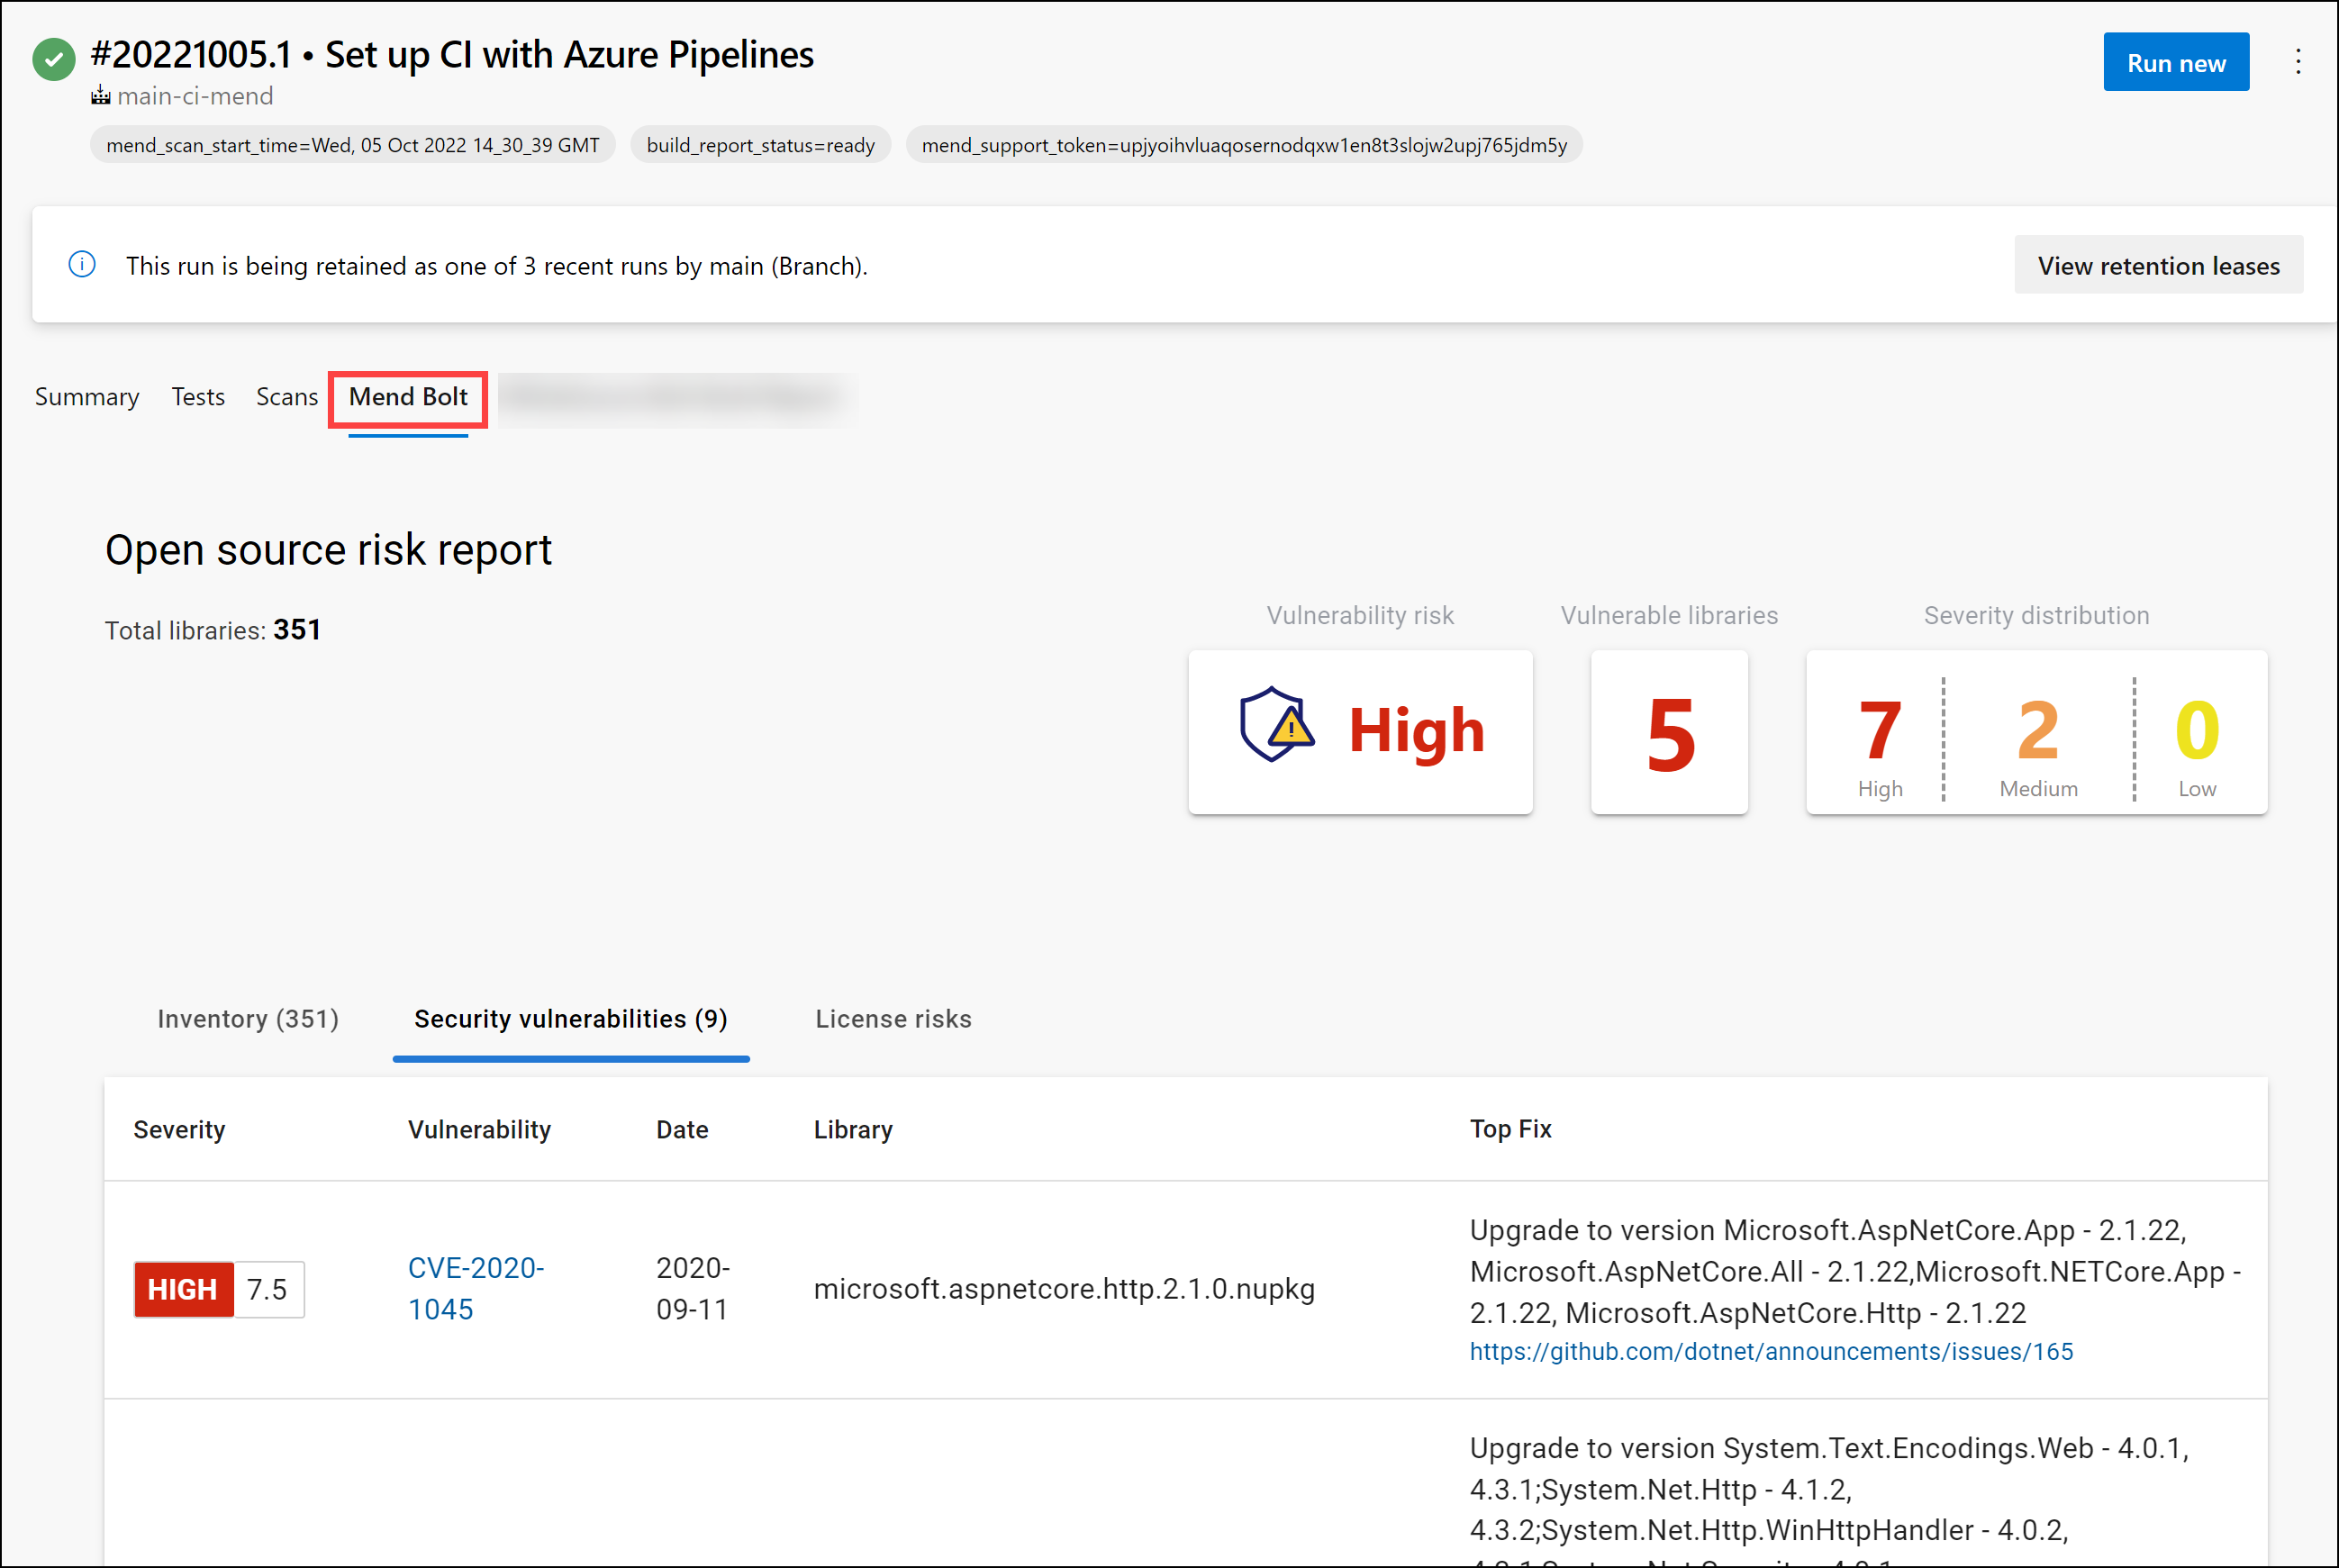 #20221005.1 • Set up CI with Azure Pipelines
Run new
main-ci-mend
mend_scan_start_time=Wed, 05 Oct 2022 14_30_39 GMT build_report_status=ready mend_support_token=upjyoihvluaqosernodqxw1en8t3slojw2upj765jdm5y
This run is being retained as one of 3 recent runs by main (Branch).
View retention leases
Summary Tests Scans Mend Bolt
Open source risk report
Total libraries: 351
Vulnerability risk Vulnerable libraries Severity distribution
High 5 7 2 0
High Medium Low
Inventory (351) Security vulnerabilities (9) License risks
Severity Vulnerability Date Library Top Fix
HIGH 7.5
CVE-2020-
1045
2020-
09-11
microsoft.aspnetcore.http.2.1.0.nupkg
Upgrade to version Microsoft.AspNetCore.App - 2.1.22,
Microsoft.AspNetCore.All - 2.1.22,Microsoft.NETCore.App -
2.1.22, Microsoft.AspNetCore.Http - 2.1.22
https://github.com/dotnet/announcements/issues/165
Upgrade to version System.Text.Encodings.Web - 4.0.1,
4.3.1;System.Net.Http - 4.1.2,
4.3.2;System.Net.Http.WinHttpHandler - 4.0.2,